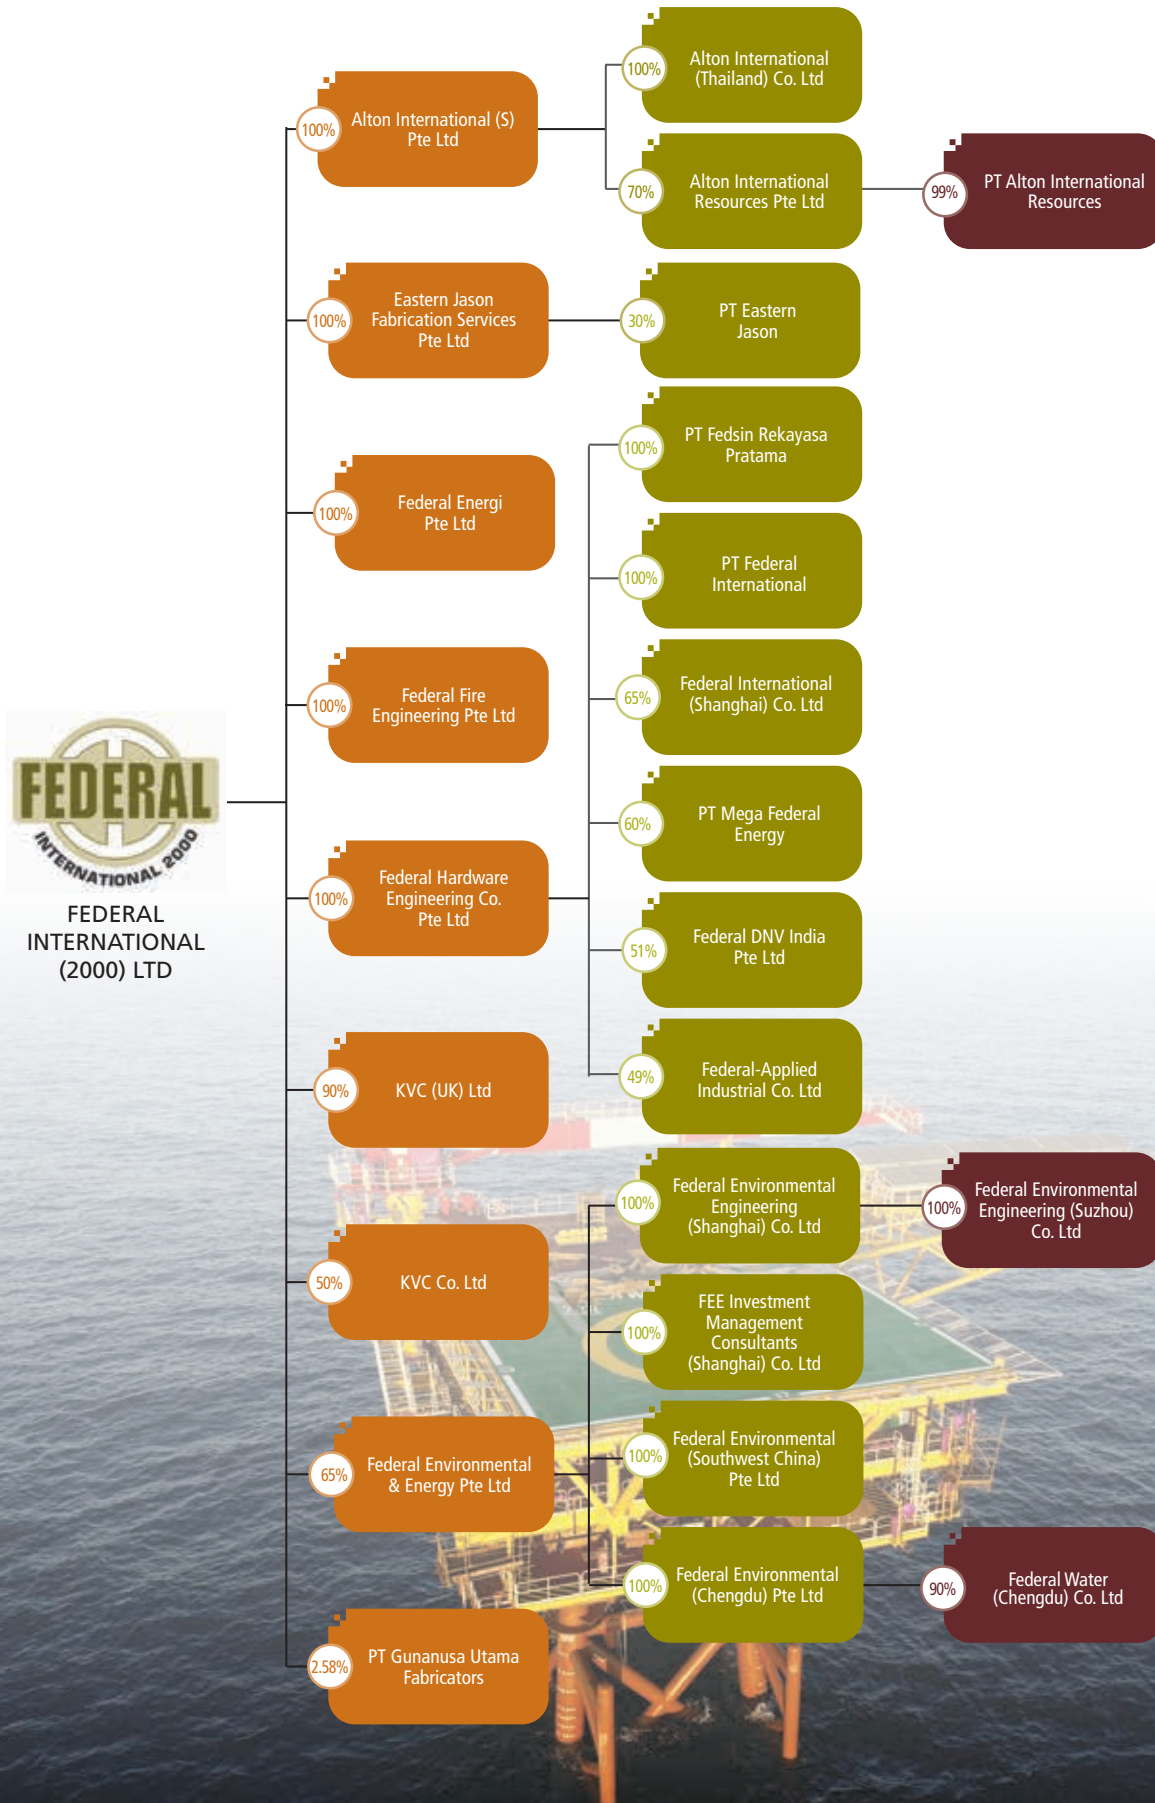 FEDERAL
INTERNATIONAL 2000
FEDERAL
INTERNATIONAL
(2000) LTD
100%
Alton International (S)
Pte Ltd
100%
Alton International
(Thailand) Co. Ltd
70%
Alton International
Resources Pte Ltd
99%
PT Alton International
Resources
100%
Eastern Jason
Fabrication Services
Pte Ltd
30%
PT Eastern
Jason
100%
Federal Energi
Pte Ltd
100%
Federal Fire
Engineering Pte Ltd
100%
Federal Hardware
Engineering Co.
Pte Ltd
100%
PT Fedsin Rekayasa
Pratama
100%
PT Federal
International
65%
Federal International
(Shanghai) Co. Ltd
60%
PT Mega Federal
Energy
51%
Federal DNV India
Pte Ltd
49%
Federal-Applied
Industrial Co. Ltd
90%
KVC (UK) Ltd
50%
KVC Co. Ltd
65%
Federal Environmental
& Energy Pte Ltd
100%
Federal Environmental
Engineering
(Shanghai) Co. Ltd
100%
Federal Environmental
Engineering (Suzhou)
Co. Ltd
100%
FEE Investment
Management
Consultants
(Shanghai) Co. Ltd
100%
Federal Environmental
(Southwest China)
Pte Ltd
100%
Federal Environmental
(Chengdu) Pte Ltd
90%
Federal Water
(Chengdu) Co. Ltd
2.58%
PT Gunanusa Utama
Fabricators